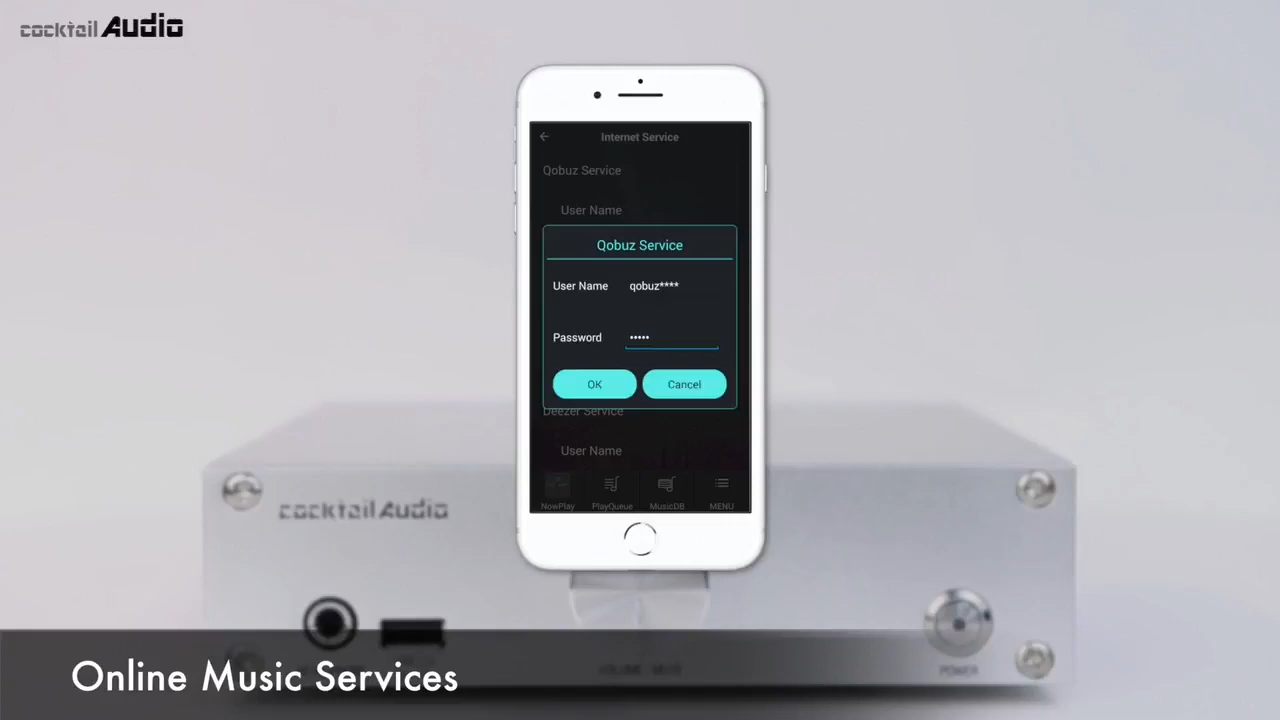 cocktail Audio
Internet Service
Qobuz Service
User Name
Qobuz Service
User Name qobuz****
Password •••••
OK Cancel
Deezer Service
User Name
NowPlay PlayQueue MusicDB MENU
cocktail Audio
POWER
Online Music Services